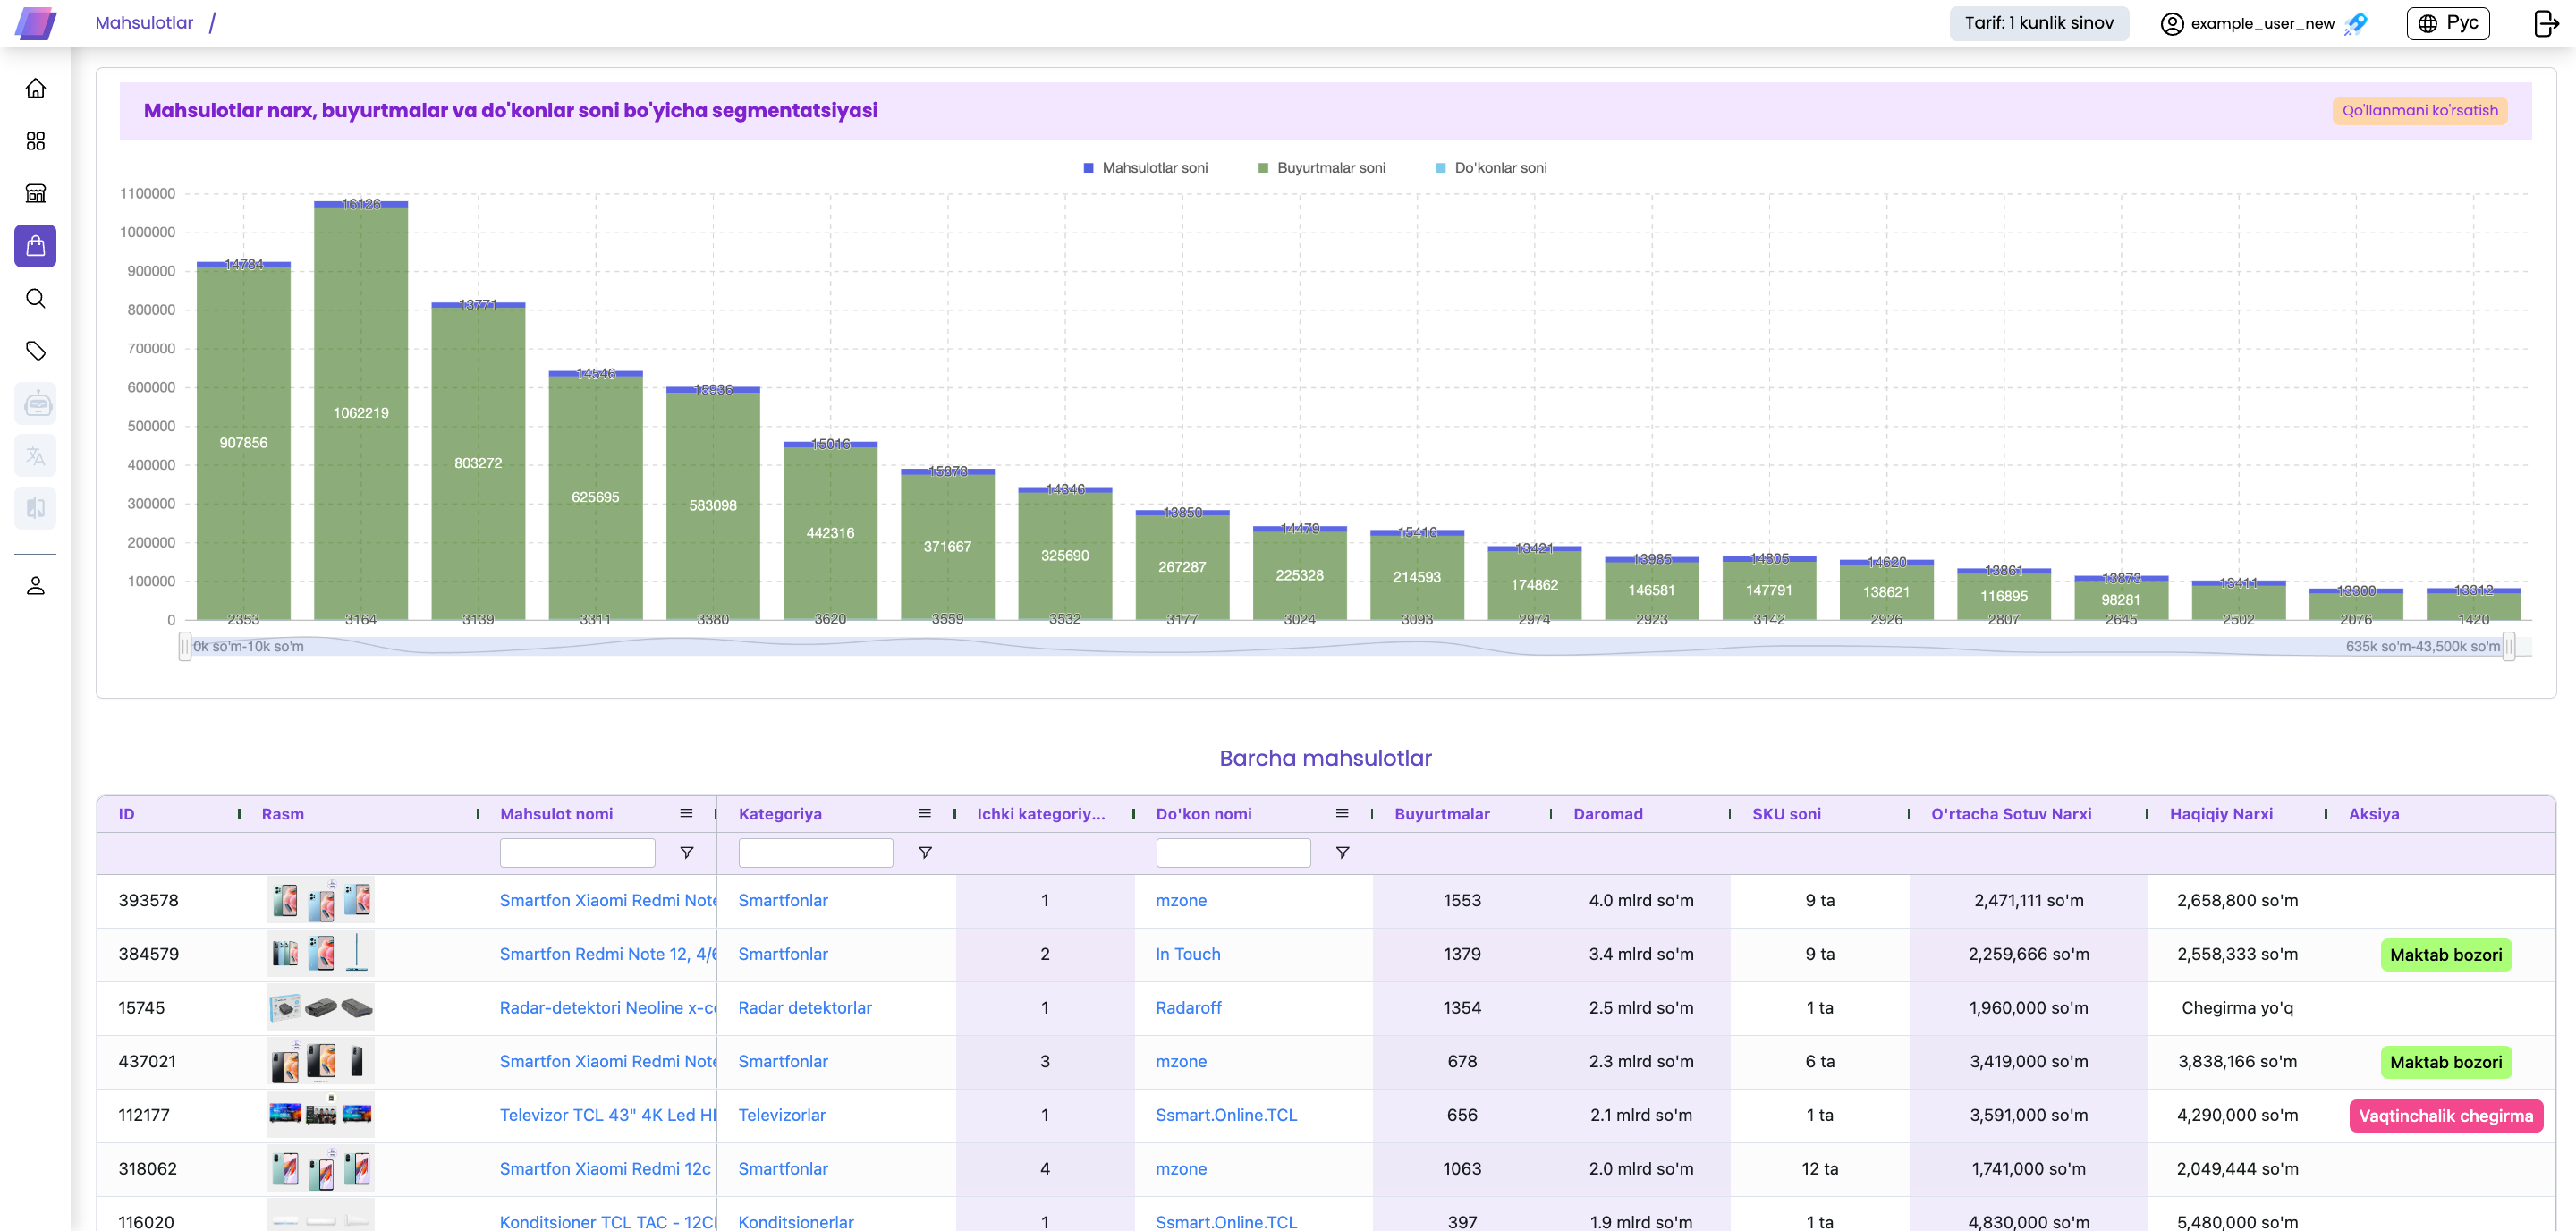 Mahsulotlar /
Tarif: 1 kunlik sinov
example_user_new
Рус
Mahsulotlar narx, buyurtmalar va do'konlar soni bo'yicha segmentatsiyasi
Qo'llanmani ko'rsatish
Mahsulotlar soni Buyurtmalar soni Do'konlar soni
1100000
1000000
900000
800000
700000
600000
500000
400000
300000
200000
100000
0
14784 16126 13771 14546 15936 15016 15878 14346 13850 14479 15416 13421 13985 14805 14620 13861 13873 13411 13300 13312
907856 1062219 803272 625695 583098 442316 371667 325690 267287 225328 214593 174862 146581 147791 138621 116895 98281
2353 3164 3139 3311 3380 3620 3559 3532 3177 3024 3093 2974 2923 3142 2926 2807 2645 2502 2076 1420
0k so'm-10k so'm 635k so'm-43,500k so'm
Barcha mahsulotlar
ID Rasm Mahsulot nomi Kategoriya Ichki kategoriy... Do'kon nomi Buyurtmalar Daromad SKU soni O'rtacha Sotuv Narxi Haqiqiy Narxi Aksiya
393578 Smartfon Xiaomi Redmi Note Smartfonlar 1 mzone 1553 4.0 mlrd so'm 9 ta 2,471,111 so'm 2,658,800 so'm
384579 Smartfon Redmi Note 12, 4/6 Smartfonlar 2 In Touch 1379 3.4 mlrd so'm 9 ta 2,259,666 so'm 2,558,333 so'm Maktab bozori
15745 Radar-detektori Neoline x-co Radar detektorlar 1 Radaroff 1354 2.5 mlrd so'm 1 ta 1,960,000 so'm Chegirma yo'q
437021 Smartfon Xiaomi Redmi Note Smartfonlar 3 mzone 678 2.3 mlrd so'm 6 ta 3,419,000 so'm 3,838,166 so'm Maktab bozori
112177 Televizor TCL 43" 4K Led HD Televizorlar 1 Ssmart.Online.TCL 656 2.1 mlrd so'm 1 ta 3,591,000 so'm 4,290,000 so'm Vaqtinchalik chegirma
318062 Smartfon Xiaomi Redmi 12c Smartfonlar 4 mzone 1063 2.0 mlrd so'm 12 ta 1,741,000 so'm 2,049,444 so'm
116020 Konditsioner TCL TAC - 12CH Konditsionerlar 1 Ssmart.Online.TCL 397 1.9 mlrd so'm 1 ta 4,830,000 so'm 5,480,000 so'm